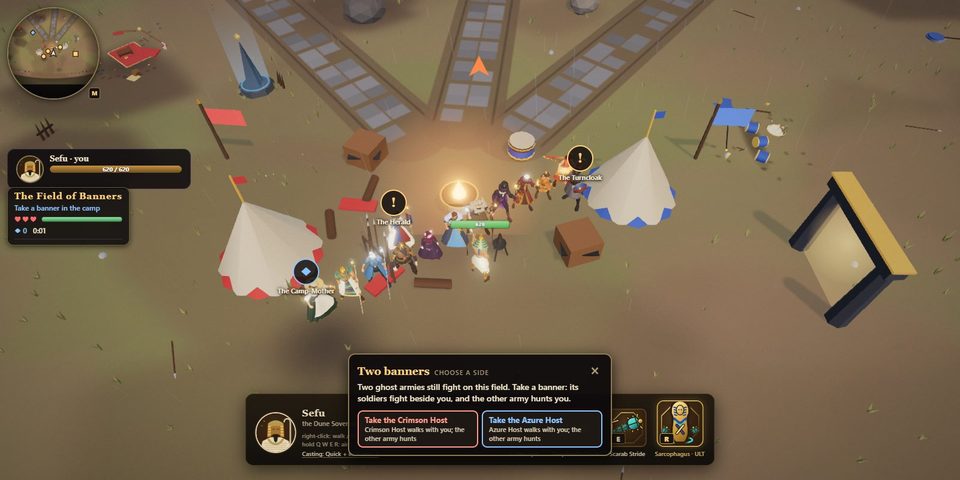 M
Sefu · you
620 / 620
The Field of Banners
Take a banner in the camp
0 0:01
!
The Turncloak
!
The Herald
The Camp-Mother
Two banners CHOOSE A SIDE
Two ghost armies still fight on this field. Take a banner: its
soldiers fight beside you, and the other army hunts you.
Take the Crimson Host
Crimson Host walks with you; the
other army hunts
Take the Azure Host
Azure Host walks with you; the
other army hunts
Sefu
the Dune Sover
right-click: walk
hold Q W E R: ai
Casting: Quick
E
Scarab Stride
R
Sarcophagus · ULT